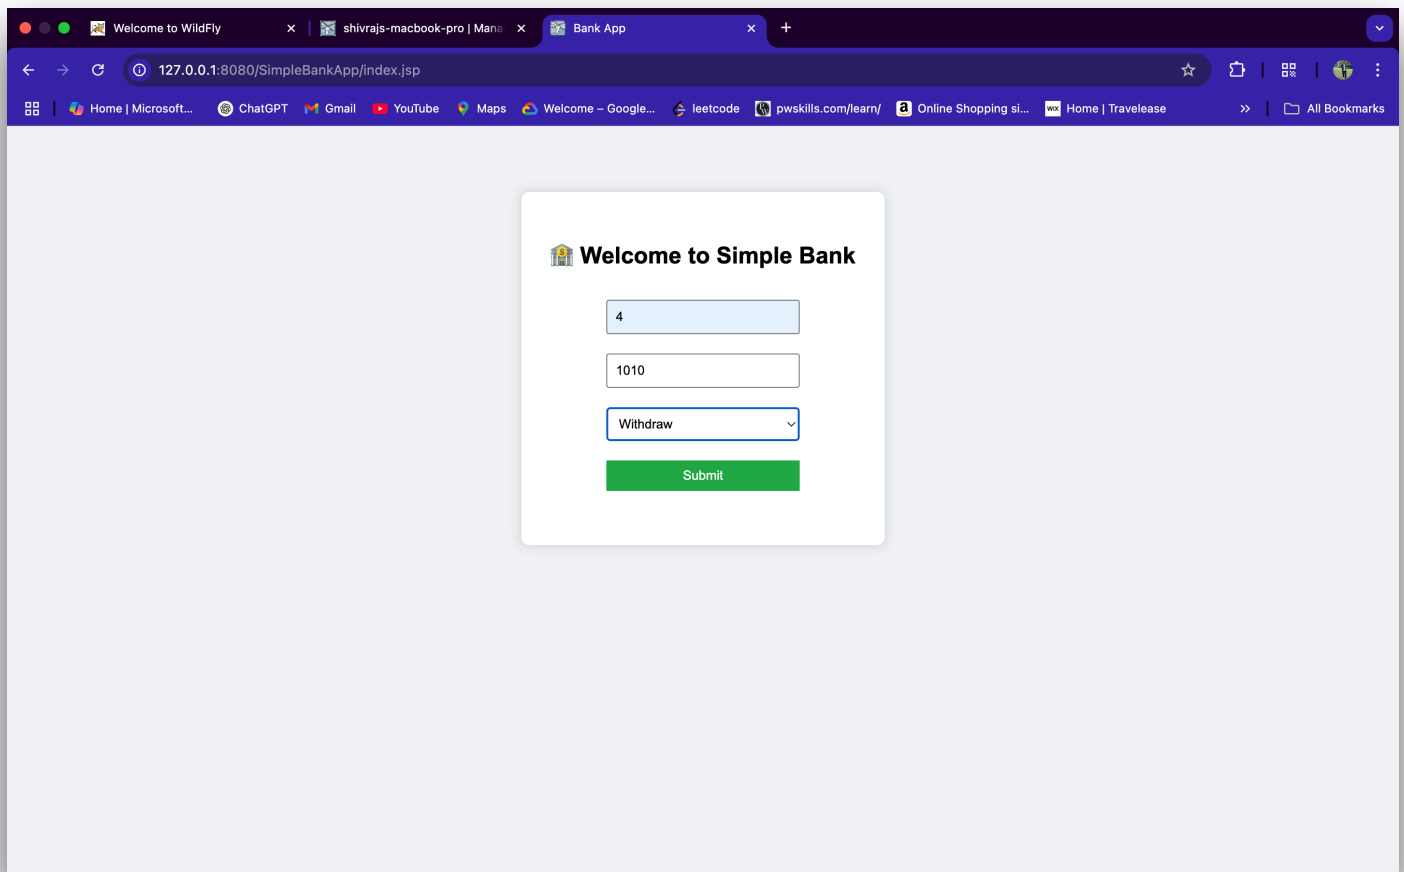 Welcome to WildFly
shivrajs-macbook-pro | Mana
Bank App
127.0.0.1:8080/SimpleBankApp/index.jsp
Home | Microsoft...
ChatGPT
Gmail
YouTube
Maps
Welcome – Google...
leetcode
pwskills.com/learn/
Online Shopping si...
WIX
Home | Travelease
All Bookmarks
Welcome to Simple Bank
4
1010
Withdraw
Submit